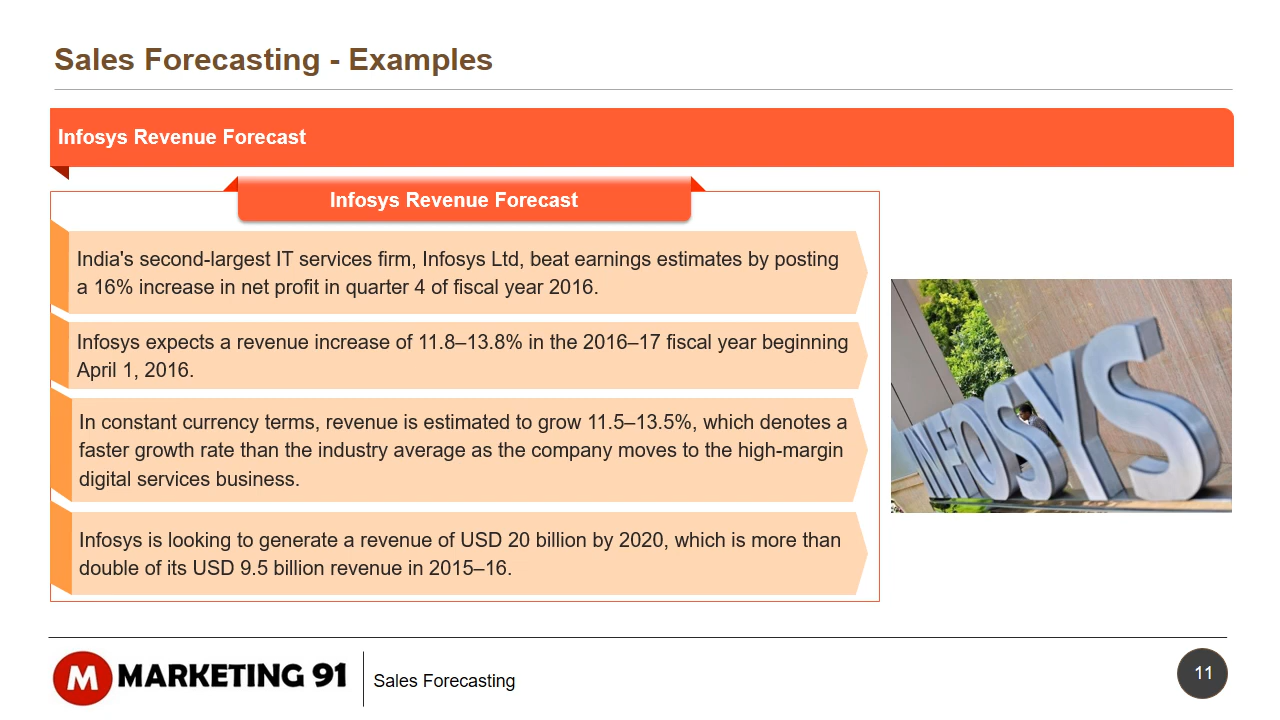 Sales Forecasting - Examples
Infosys Revenue Forecast
Infosys Revenue Forecast
India's second-largest IT services firm, Infosys Ltd, beat earnings estimates by posting
a 16% increase in net profit in quarter 4 of fiscal year 2016.
Infosys expects a revenue increase of 11.8–13.8% in the 2016–17 fiscal year beginning
April 1, 2016.
In constant currency terms, revenue is estimated to grow 11.5–13.5%, which denotes a
faster growth rate than the industry average as the company moves to the high-margin
digital services business.
Infosys is looking to generate a revenue of USD 20 billion by 2020, which is more than
double of its USD 9.5 billion revenue in 2015–16.
INFOSYS
M MARKETING 91
Sales Forecasting
11